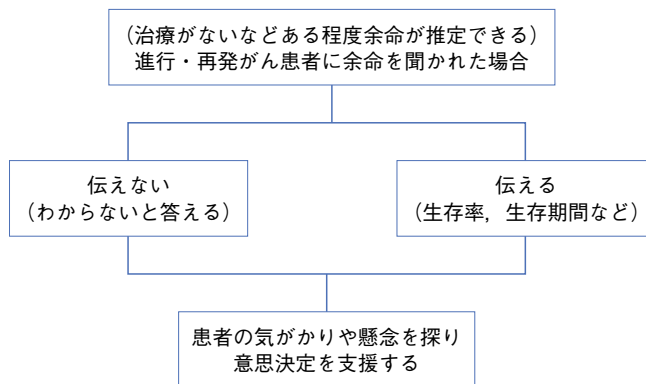 （治療がないなどある程度余命が推定できる）
進行・再発がん患者に余命を聞かれた場合
伝えない
（わからないと答える）
伝える
（生存率，生存期間など）
患者の気がかりや懸念を探り
意思決定を支援する